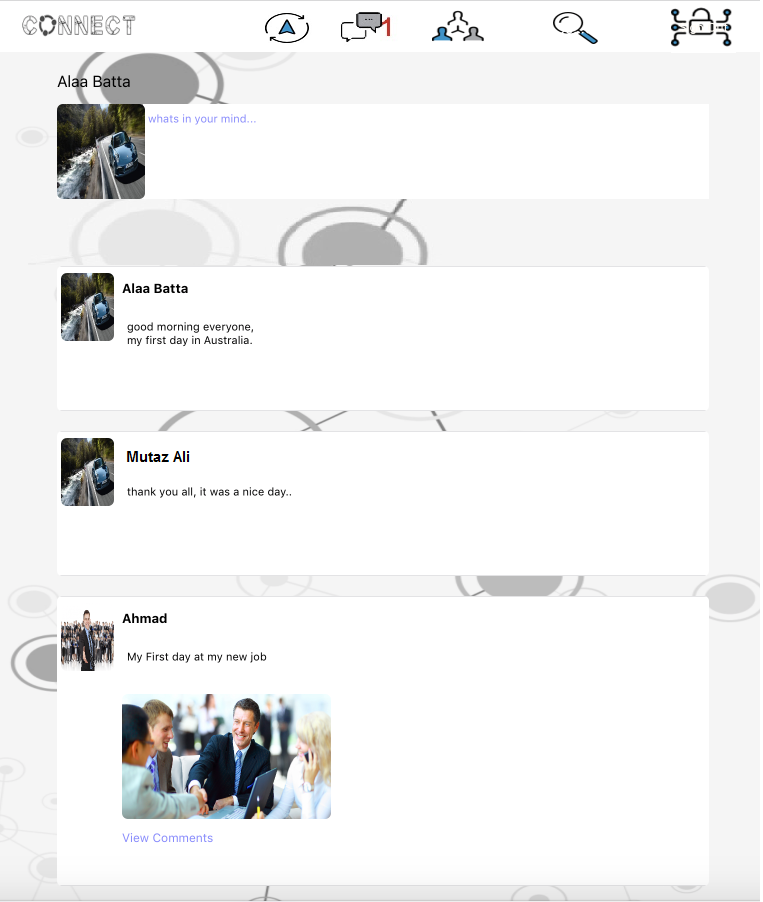 CONNECT
1
Alaa Batta
whats in your mind...
Alaa Batta
good morning everyone,
my first day in Australia.
Mutaz Ali
thank you all, it was a nice day..
Ahmad
My First day at my new job
View Comments